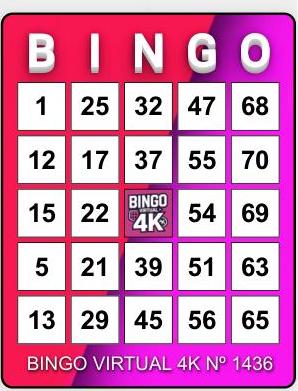 BINGO
1 25 32 47 68
12 17 37 55 70
15 22 BINGO VIRTUAL 4K 54 69
5 21 39 51 63
13 29 45 56 65
BINGO VIRTUAL 4K Nº 1436